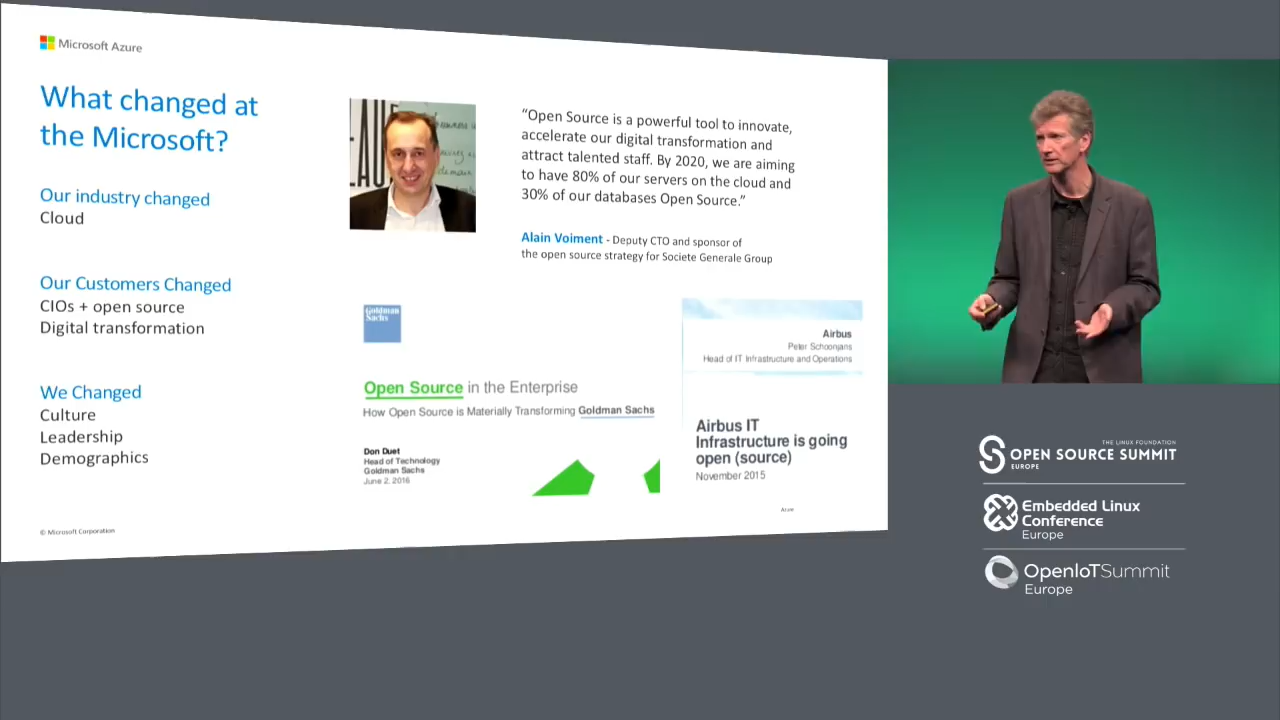 Microsoft Azure
What changed at
the Microsoft?
Our industry changed
Cloud
Our Customers Changed
CIOs + open source
Digital transformation
We Changed
Culture
Leadership
Demographics
© Microsoft Corporation
“Open Source is a powerful tool to innovate,
accelerate our digital transformation and
attract talented staff. By 2020, we are aiming
to have 80% of our servers on the cloud and
30% of our databases Open Source.”
Alain Voiment - Deputy CTO and sponsor of
the open source strategy for Societe Generale Group
Goldman
Sachs
Open Source in the Enterprise
How Open Source is Materially Transforming Goldman Sachs
Don Duet
Head of Technology
Goldman Sachs
June 2, 2016
Airbus
Peter Schoonjans
Head of IT Infrastructure and Operations
Airbus IT
Infrastructure is going
open (source)
November 2015
Azure
THE LINUX FOUNDATION
OPEN SOURCE SUMMIT
EUROPE
Embedded Linux
Conference
Europe
OpenIoTSummit
Europe